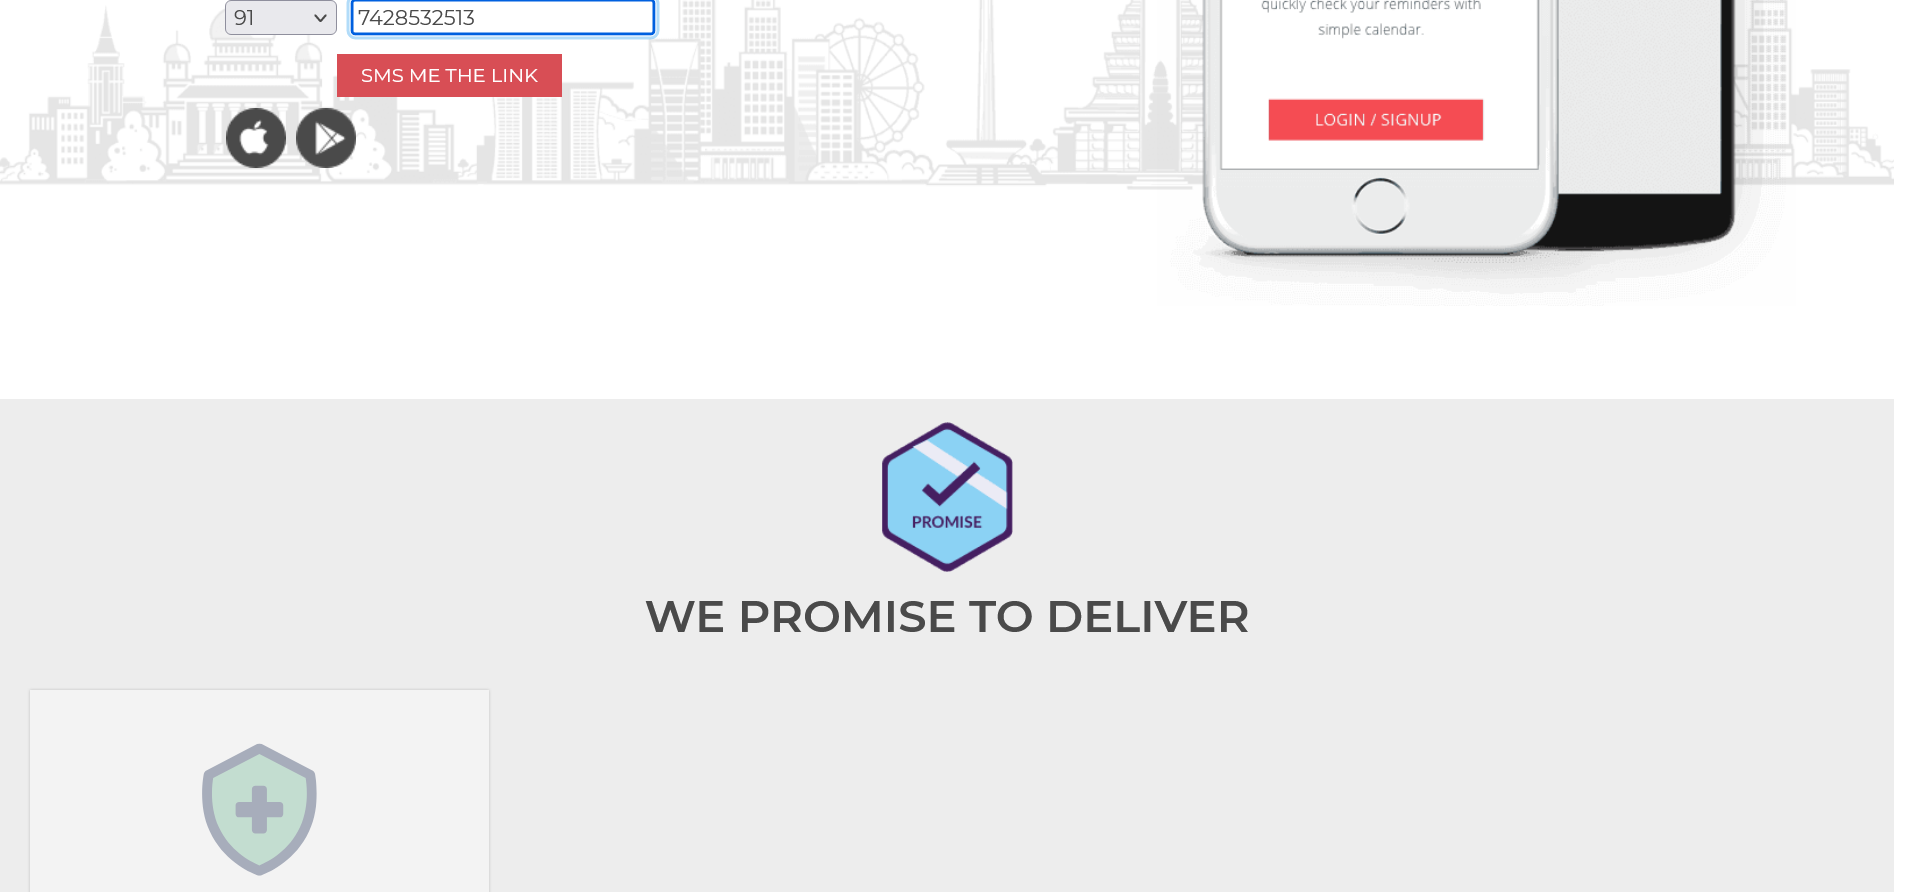 quickly check your reminders with
simple calendar.
91
7428532513
SMS ME THE LINK
LOGIN / SIGNUP
PROMISE
WE PROMISE TO DELIVER